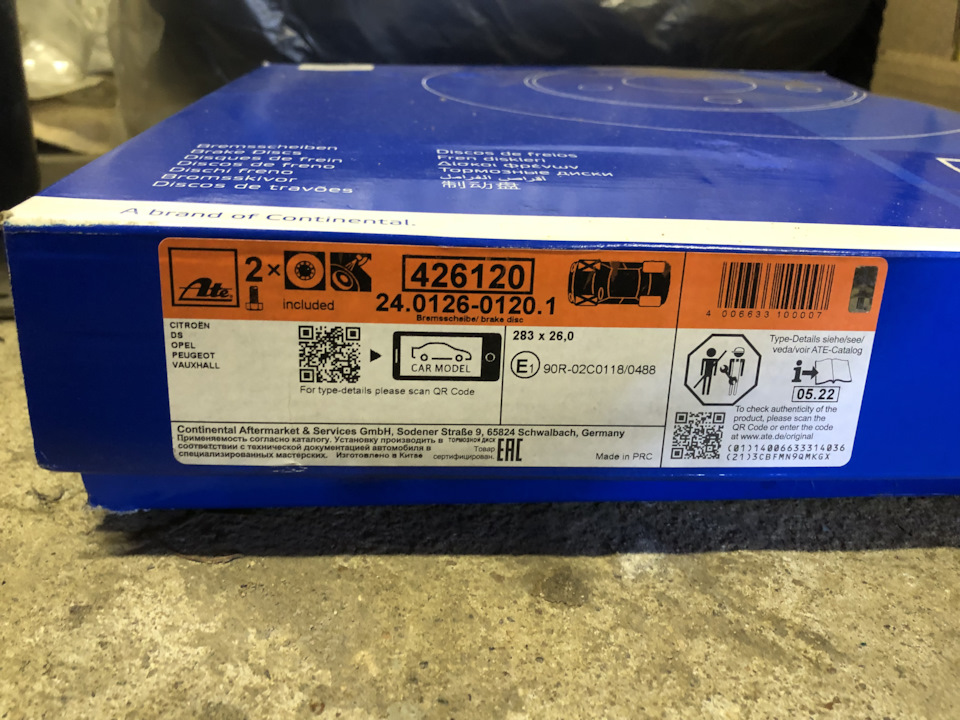 Bremsscheiben
Brake Discs
Disques de frein
Discos de freno
Dischi freno
Bromsskivor
Discos de travões
Discos de freios
Fren diskleri
Δίσκοι φρένων
Тормозные диски
أقراص الفرامل
制动盘
A brand of Continental.
Ate
2×
included
426120
24.0126-0120.1
Bremsscheibe/ brake disc
4 006633 100007
CITROËN
DS
OPEL
PEUGEOT
VAUXHALL
CAR MODEL
For type-details please scan QR Code
283 x 26,0
E1 90R-02C0118/0488
Type-Details siehe/see/
veda/voir ATE-Catalog
i
05.22
To check authenticity of the
product, please scan the
QR Code or enter the code
at www.ate.de/original
(01)14006633314036
(21)3CBFMN9QMKGX
Continental Aftermarket & Services GmbH, Sodener Straße 9, 65824 Schwalbach, Germany
Применяемость согласно каталогу. Установку производить в
соответствии с технической документацией автомобиля в
специализированных мастерских. Изготовлено в Китае
ТОРМОЗНОЙ ДИСК
Товар
сертифицирован.
EAC
Made in PRC